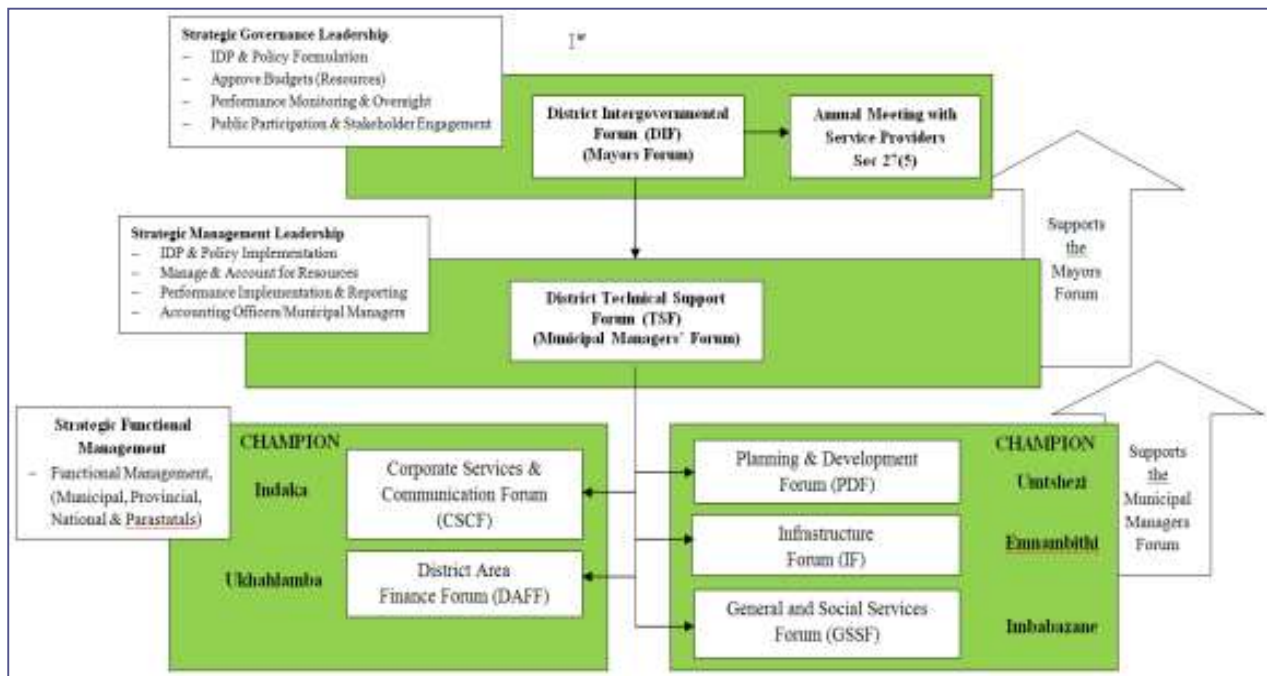 Strategic Governance Leadership
– IDP & Policy Formulation
– Approve Budgets (Resources)
– Performance Monitoring & Oversight
– Public Participation & Stakeholder Engagement
District Intergovernmental
Forum (DIF)
(Mayors Forum)
Annual Meeting with
Service Providers
Sec 27(5)
Supports
the
Mayors
Forum
Strategic Management Leadership
– IDP & Policy Implementation
– Manage & Account for Resources
– Performance Implementation & Reporting
– Accounting Officers/Municipal Managers
District Technical Support
Forum (TSF)
(Municipal Managers' Forum)
Supports
the
Municipal
Managers
Forum
Strategic Functional
Management
– Functional Management,
(Municipal, Provincial,
National & Parastatals)
CHAMPION
Indaka
Corporate Services &
Communication Forum
(CSCF)
Ukhahlamba
District Area
Finance Forum (DAFF)
CHAMPION
Planning & Development
Forum (PDF)
Umtshezi
Infrastructure
Forum (IF)
Emnambithi
General and Social Services
Forum (GSSF)
Imbabazane